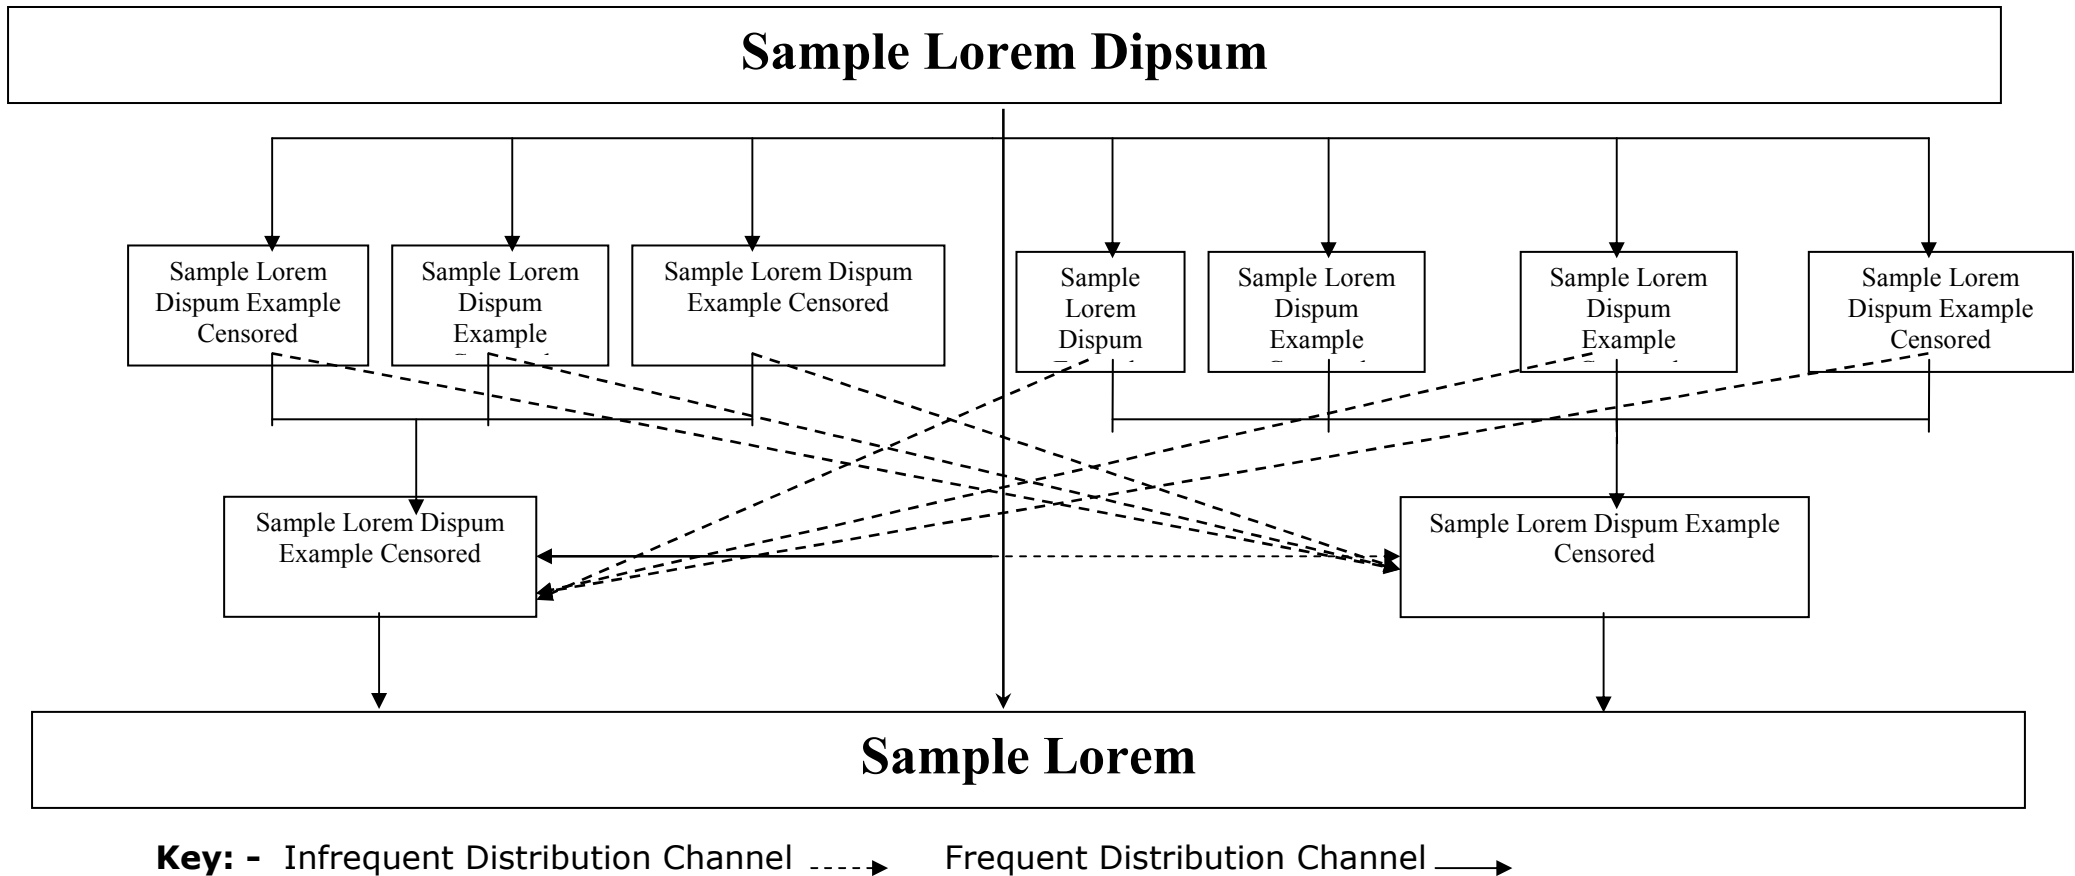 Sample Lorem Dipsum
Sample Lorem
Dispum Example
Censored
Sample Lorem
Dispum
Example
Sample Lorem Dispum
Example Censored
Sample
Lorem
Dispum
Sample Lorem
Dispum
Example
Sample Lorem
Dispum
Example
Sample Lorem
Dispum Example
Censored
Sample Lorem Dispum
Example Censored
Sample Lorem Dispum Example
Censored
Sample Lorem
Key: - Infrequent Distribution Channel Frequent Distribution Channel